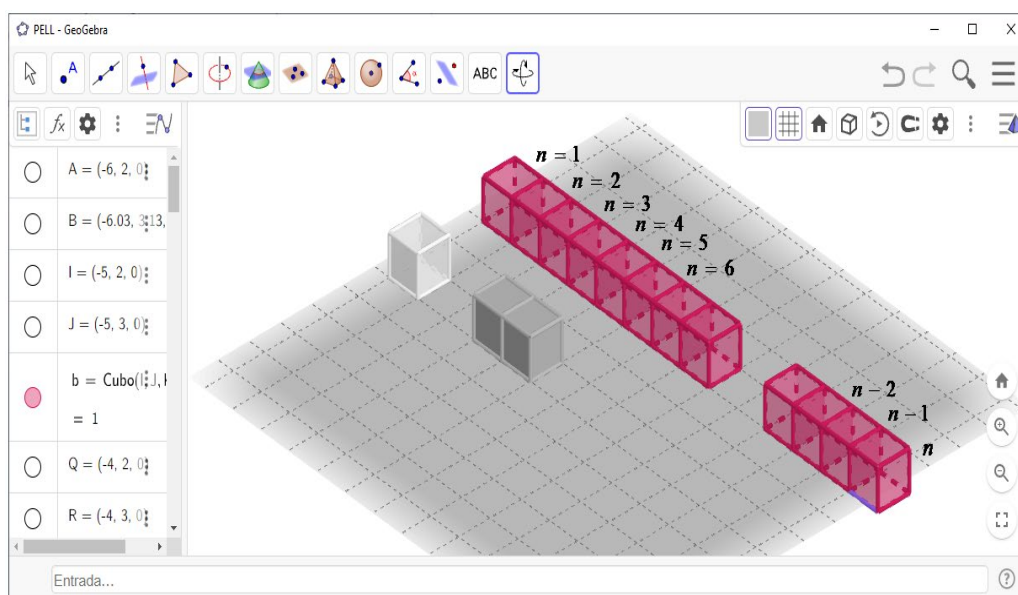 PELL - GeoGebra
A
ABC
A = (-6, 2, 0)
B = (-6.03, 3.13,
I = (-5, 2, 0)
J = (-5, 3, 0)
b = Cubo(I, J,
= 1
Q = (-4, 2, 0)
R = (-4, 3, 0)
n = 1
n = 2
n = 3
n = 4
n = 5
n = 6
n – 2
n – 1
n
Entrada...